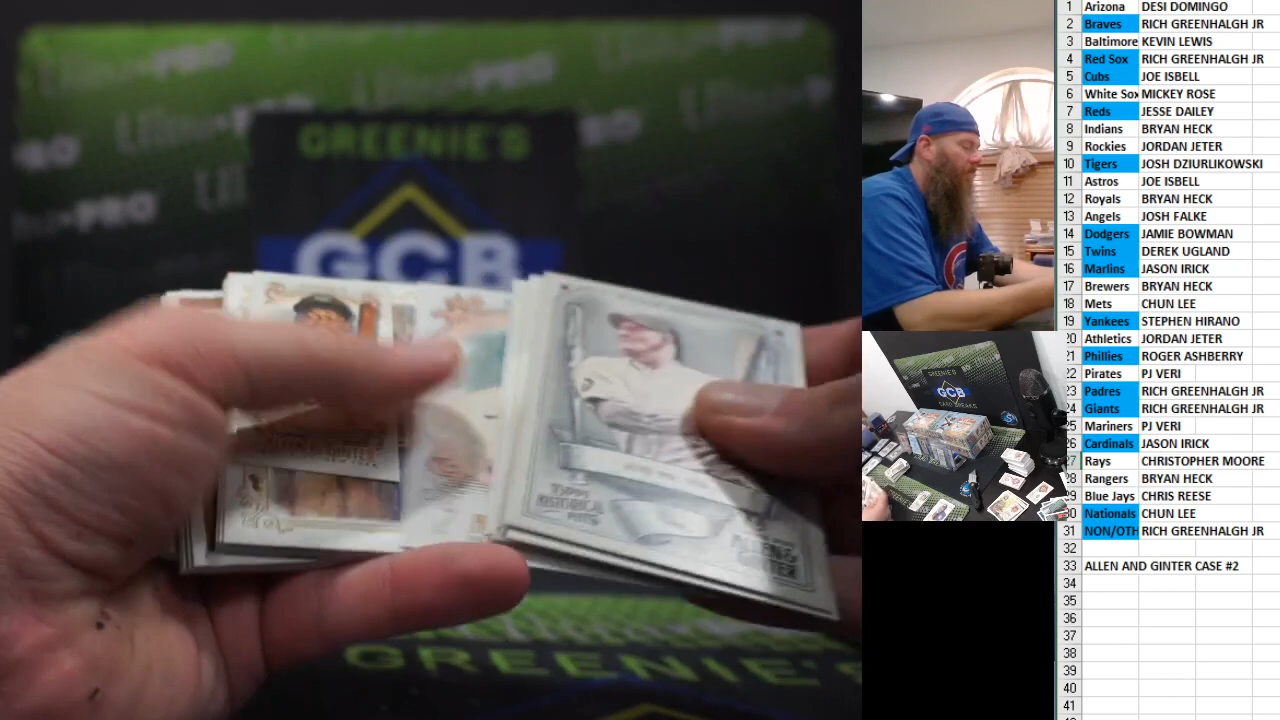 GREENIE'S
GCB
GREENIE'S
GREENIE'S
GCB
CARD BREAKS
1 Arizona DESI DOMINGO
2 Braves RICH GREENHALGH JR
3 Baltimore KEVIN LEWIS
4 Red Sox RICH GREENHALGH JR
5 Cubs JOE ISBELL
6 White Sox MICKEY ROSE
7 Reds JESSE DAILEY
8 Indians BRYAN HECK
9 Rockies JORDAN JETER
10 Tigers JOSH DZIURLIKOWSKI
11 Astros JOE ISBELL
12 Royals BRYAN HECK
13 Angels JOSH FALKE
14 Dodgers JAMIE BOWMAN
15 Twins DEREK UGLAND
16 Marlins JASON IRICK
17 Brewers BRYAN HECK
18 Mets CHUN LEE
19 Yankees STEPHEN HIRANO
20 Athletics JORDAN JETER
21 Phillies ROGER ASHBERRY
22 Pirates PJ VERI
23 Padres RICH GREENHALGH JR
24 Giants RICH GREENHALGH JR
25 Mariners PJ VERI
26 Cardinals JASON IRICK
27 Rays CHRISTOPHER MOORE
28 Rangers BRYAN HECK
29 Blue Jays CHRIS REESE
30 Nationals CHUN LEE
31 NON/OTH RICH GREENHALGH JR
32
33 ALLEN AND GINTER CASE #2
34
35
36
37
38
39
40
41